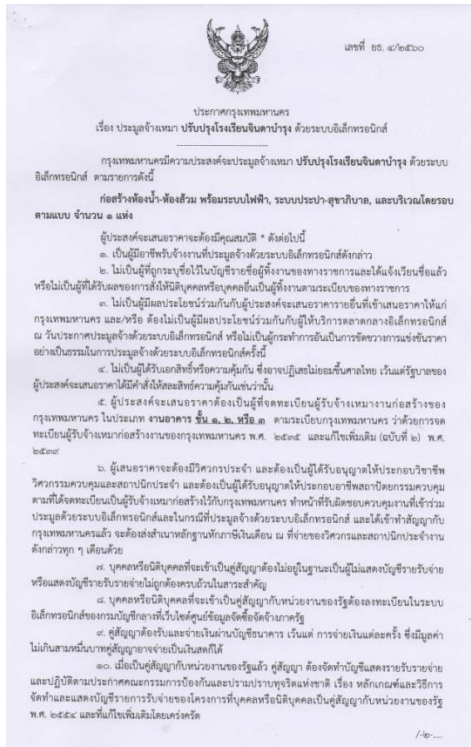 เลขที่ ยธ. ๔/๒๕๖๐
ประกาศกรุงเทพมหานคร
เรื่อง ประมูลจ้างเหมา ปรับปรุงโรงเรียนจินดาบำรุง ด้วยระบบอิเล็กทรอนิกส์
กรุงเทพมหานครมีความประสงค์จะประมูลจ้างเหมา ปรับปรุงโรงเรียนจินดาบำรุง ด้วยระบบ
อิเล็กทรอนิกส์ ตามรายการดังนี้
ก่อสร้างห้องน้ำ-ห้องส้วม พร้อมระบบไฟฟ้า, ระบบประปา-สุขาภิบาล, และบริเวณโดยรอบ
ตามแบบ จำนวน ๑ แห่ง
ผู้ประสงค์จะเสนอราคาจะต้องมีคุณสมบัติ * ดังต่อไปนี้
๑. เป็นผู้มีอาชีพรับจ้างงานที่ประมูลจ้างด้วยระบบอิเล็กทรอนิกส์ดังกล่าว
๒. ไม่เป็นผู้ที่ถูกระบุชื่อไว้ในบัญชีรายชื่อผู้ทิ้งงานของทางราชการและได้แจ้งเวียนชื่อแล้ว
หรือไม่เป็นผู้ที่ได้รับผลของการสั่งให้นิติบุคคลหรือบุคคลอื่นเป็นผู้ทิ้งงานตามระเบียบของทางราชการ
๓. ไม่เป็นผู้มีผลประโยชน์ร่วมกันกับผู้ประสงค์จะเสนอราคารายอื่นที่เข้าเสนอราคาให้แก่
กรุงเทพมหานคร และ/หรือ ต้องไม่เป็นผู้มีผลประโยชน์ร่วมกันกับผู้ให้บริการตลาดกลางอิเล็กทรอนิกส์
ณ วันประกาศประมูลจ้างด้วยระบบอิเล็กทรอนิกส์ หรือไม่เป็นผู้กระทำการอันเป็นการขัดขวางการแข่งขันราคา
อย่างเป็นธรรมในการประมูลจ้างด้วยระบบอิเล็กทรอนิกส์ครั้งนี้
๔. ไม่เป็นผู้ได้รับเอกสิทธิ์หรือความคุ้มกัน ซึ่งอาจปฏิเสธไม่ยอมขึ้นศาลไทย เว้นแต่รัฐบาลของ
ผู้ประสงค์จะเสนอราคาได้มีคำสั่งให้สละสิทธิ์ความคุ้มกันเช่นว่านั้น
๕. ผู้ประสงค์จะเสนอราคาต้องเป็นผู้ที่จดทะเบียนผู้รับจ้างเหมางานก่อสร้างของ
กรุงเทพมหานคร ในประเภท งานอาคาร ชั้น ๑, ๒, หรือ ๓ ตามระเบียบกรุงเทพมหานคร ว่าด้วยการจด
ทะเบียนผู้รับจ้างเหมาก่อสร้างงานของกรุงเทพมหานคร พ.ศ. ๒๕๓๕ และแก้ไขเพิ่มเติม (ฉบับที่ ๒) พ.ศ.
๒๕๓๙
๖. ผู้เสนอราคาจะต้องมีวิศวกรประจำ และต้องเป็นผู้ได้รับอนุญาตให้ประกอบวิชาชีพ
วิศวกรรมควบคุมและสถาปนิกประจำ และต้องเป็นผู้ได้รับอนุญาตให้ประกอบอาชีพสถาปัตยกรรมควบคุม
ตามที่ได้จดทะเบียนเป็นผู้รับจ้างเหมาก่อสร้างไว้กับกรุงเทพมหานคร ทำหน้าที่รับผิดชอบควบคุมงานที่เข้าร่วม
ประมูลด้วยระบบอิเล็กทรอนิกส์และในกรณีที่ประมูลจ้างด้วยระบบอิเล็กทรอนิกส์ และได้เข้าทำสัญญากับ
กรุงเทพมหานครแล้ว จะต้องส่งสำเนาหลักฐานหักภาษีเงินเดือน ณ ที่จ่ายของวิศวกรและสถาปนิกประจำงาน
ดังกล่าวทุก ๆ เดือนด้วย
๗. บุคคลหรือนิติบุคคลที่จะเข้าเป็นคู่สัญญาต้องไม่อยู่ในฐานะเป็นผู้ไม่แสดงบัญชีรายรับรายจ่าย
หรือแสดงบัญชีรายรับรายจ่ายไม่ถูกต้องครบถ้วนในสาระสำคัญ
๘. บุคคลหรือนิติบุคคลที่จะเข้าเป็นคู่สัญญากับหน่วยงานของรัฐต้องลงทะเบียนในระบบ
อิเล็กทรอนิกส์ของกรมบัญชีกลางที่เว็บไซต์ศูนย์ข้อมูลจัดซื้อจัดจ้างภาครัฐ
๙. คู่สัญญาต้องรับและจ่ายเงินผ่านบัญชีธนาคาร เว้นแต่ การจ่ายเงินแต่ละครั้ง ซึ่งมีมูลค่า
ไม่เกินสามหมื่นบาทคู่สัญญาอาจจ่ายเป็นเงินสดก็ได้
๑๐. เมื่อเป็นคู่สัญญากับหน่วยงานของรัฐแล้ว คู่สัญญา ต้องจัดทำบัญชีแสดงรายรับรายจ่าย
และปฏิบัติตามประกาศคณะกรรมการป้องกันและปราบปรามทุจริตแห่งชาติ เรื่อง หลักเกณฑ์และวิธีการ
จัดทำและแสดงบัญชีรายการรับจ่ายของโครงการที่บุคคลหรือนิติบุคคลเป็นคู่สัญญากับหน่วยงานของรัฐ
พ.ศ. ๒๕๕๔ และที่แก้ไขเพิ่มเติมโดยเคร่งครัด
/-๒-....